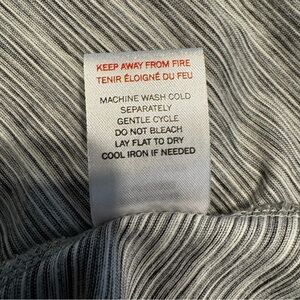 KEEP AWAY FROM FIRE
TENIR ÉLOIGNÉ DU FEU
MACHINE WASH COLD
SEPARATELY
GENTLE CYCLE
DO NOT BLEACH
LAY FLAT TO DRY
COOL IRON IF NEEDED